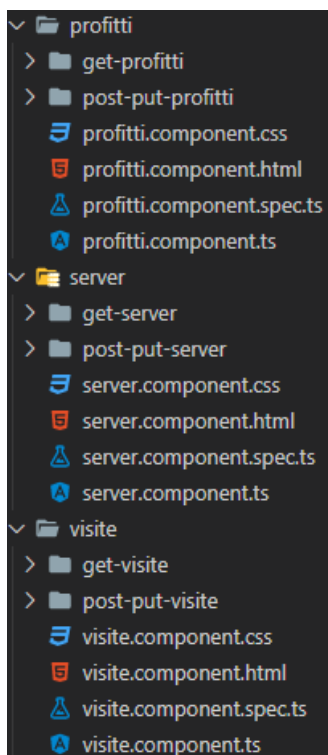 profitti
get-profitti
post-put-profitti
profitti.component.css
profitti.component.html
profitti.component.spec.ts
profitti.component.ts
server
get-server
post-put-server
server.component.css
server.component.html
server.component.spec.ts
server.component.ts
visite
get-visite
post-put-visite
visite.component.css
visite.component.html
visite.component.spec.ts
visite.component.ts